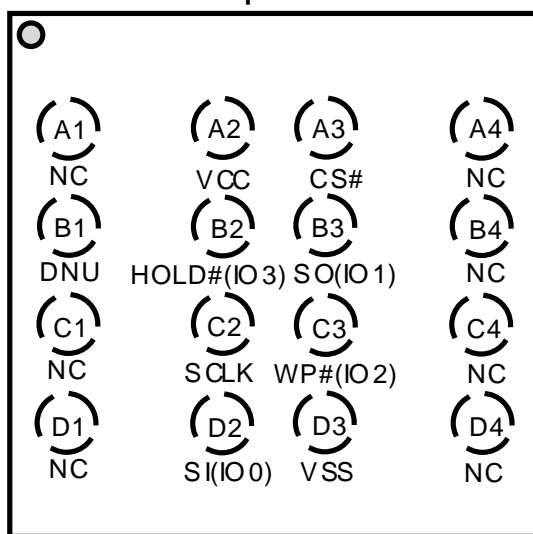 A1 A2 A3 A4
NC VCC CS# NC
B1 B2 B3 B4
DNU HOLD#(IO3) SO(IO1) NC
C1 C2 C3 C4
NC SCLK WP#(IO2) NC
D1 D2 D3 D4
NC SI(IO0) VSS NC